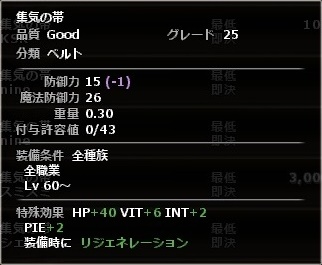 集気の帯
品質 Good グレード 25
分類 ベルト
防御力 15 (-1)
魔法防御力 26
重量 0.30
付与許容値 0/43
装備条件 全種族
全職業
Lv 60～
特殊効果 HP+40 VIT+6 INT+2
PIE+2
装備時に リジェネレーション